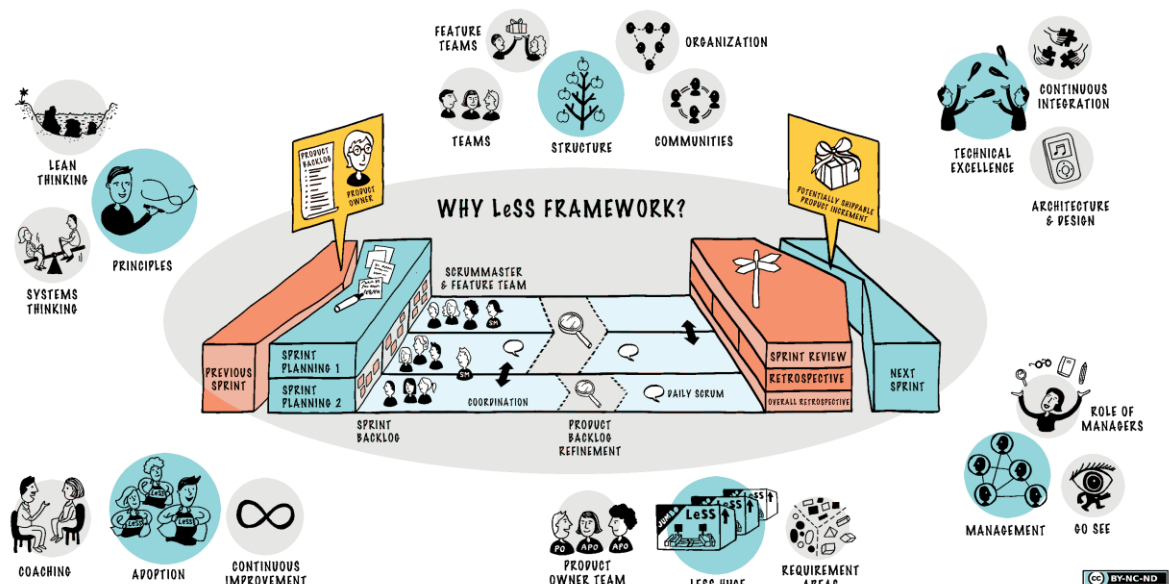 FEATURE
TEAMS
ORGANIZATION
TEAMS
STRUCTURE
COMMUNITIES
CONTINUOUS
INTEGRATION
TECHNICAL
EXCELLENCE
ARCHITECTURE
& DESIGN
LEAN
THINKING
PRINCIPLES
SYSTEMS
THINKING
PRODUCT
BACKLOG
PRODUCT
OWNER
POTENTIALLY SHIPPABLE
PRODUCT INCREMENT
WHY LeSS FRAMEWORK?
SCRUMMASTER
& FEATURE TEAM
SM
SM
PREVIOUS
SPRINT
SPRINT
PLANNING 1
SPRINT
PLANNING 2
COORDINATION
DAILY SCRUM
SPRINT REVIEW
RETROSPECTIVE
OVERALL RETROSPECTIVE
NEXT
SPRINT
SPRINT
BACKLOG
PRODUCT
BACKLOG
REFINEMENT
ROLE OF
MANAGERS
MANAGEMENT
GO SEE
COACHING
LeSS
LeSS
ADOPTION
CONTINUOUS
IMPROVEMENT
PO
APO
APO
PRODUCT
OWNER TEAM
JUMBO
LeSS
LESS HUGE
REQUIREMENT
AREAS
CC BY-NC-ND